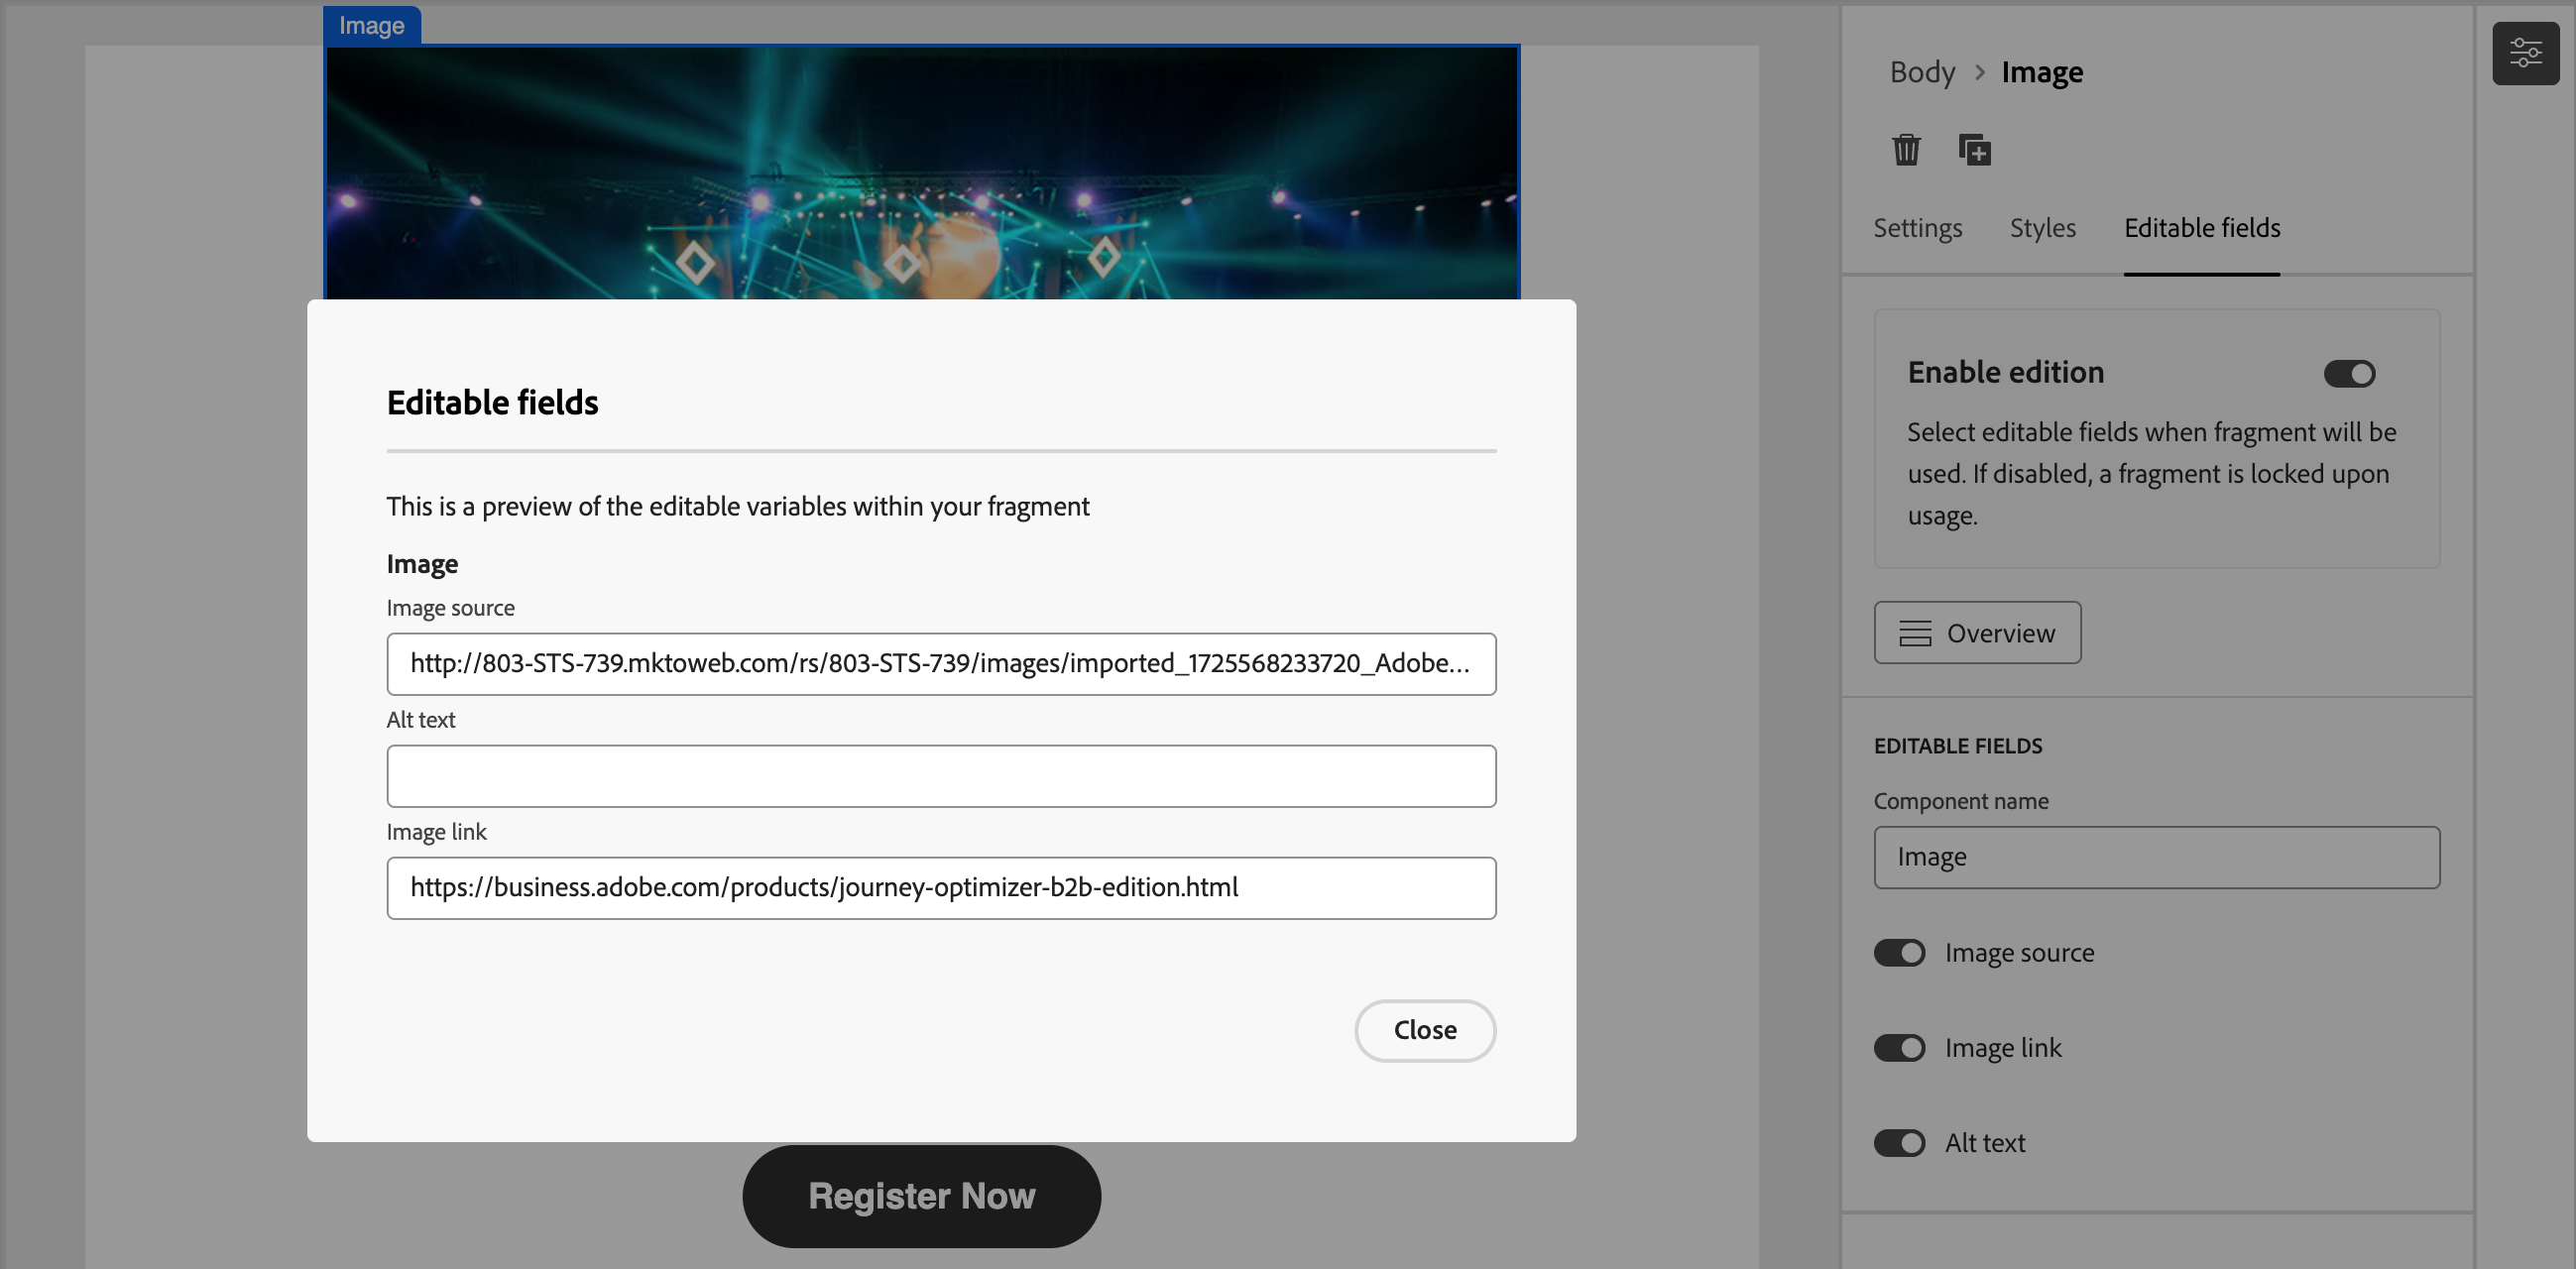 Image
Body > Image
Settings Styles Editable fields
Enable edition
Select editable fields when fragment will be
used. If disabled, a fragment is locked upon
usage.
Overview
EDITABLE FIELDS
Component name
Image
Image source
Image link
Alt text
Editable fields
This is a preview of the editable variables within your fragment
Image
Image source
http://803-STS-739.mktoweb.com/rs/803-STS-739/images/imported_1725568233720_Adobe...
Alt text
Image link
https://business.adobe.com/products/journey-optimizer-b2b-edition.html
Close
Register Now